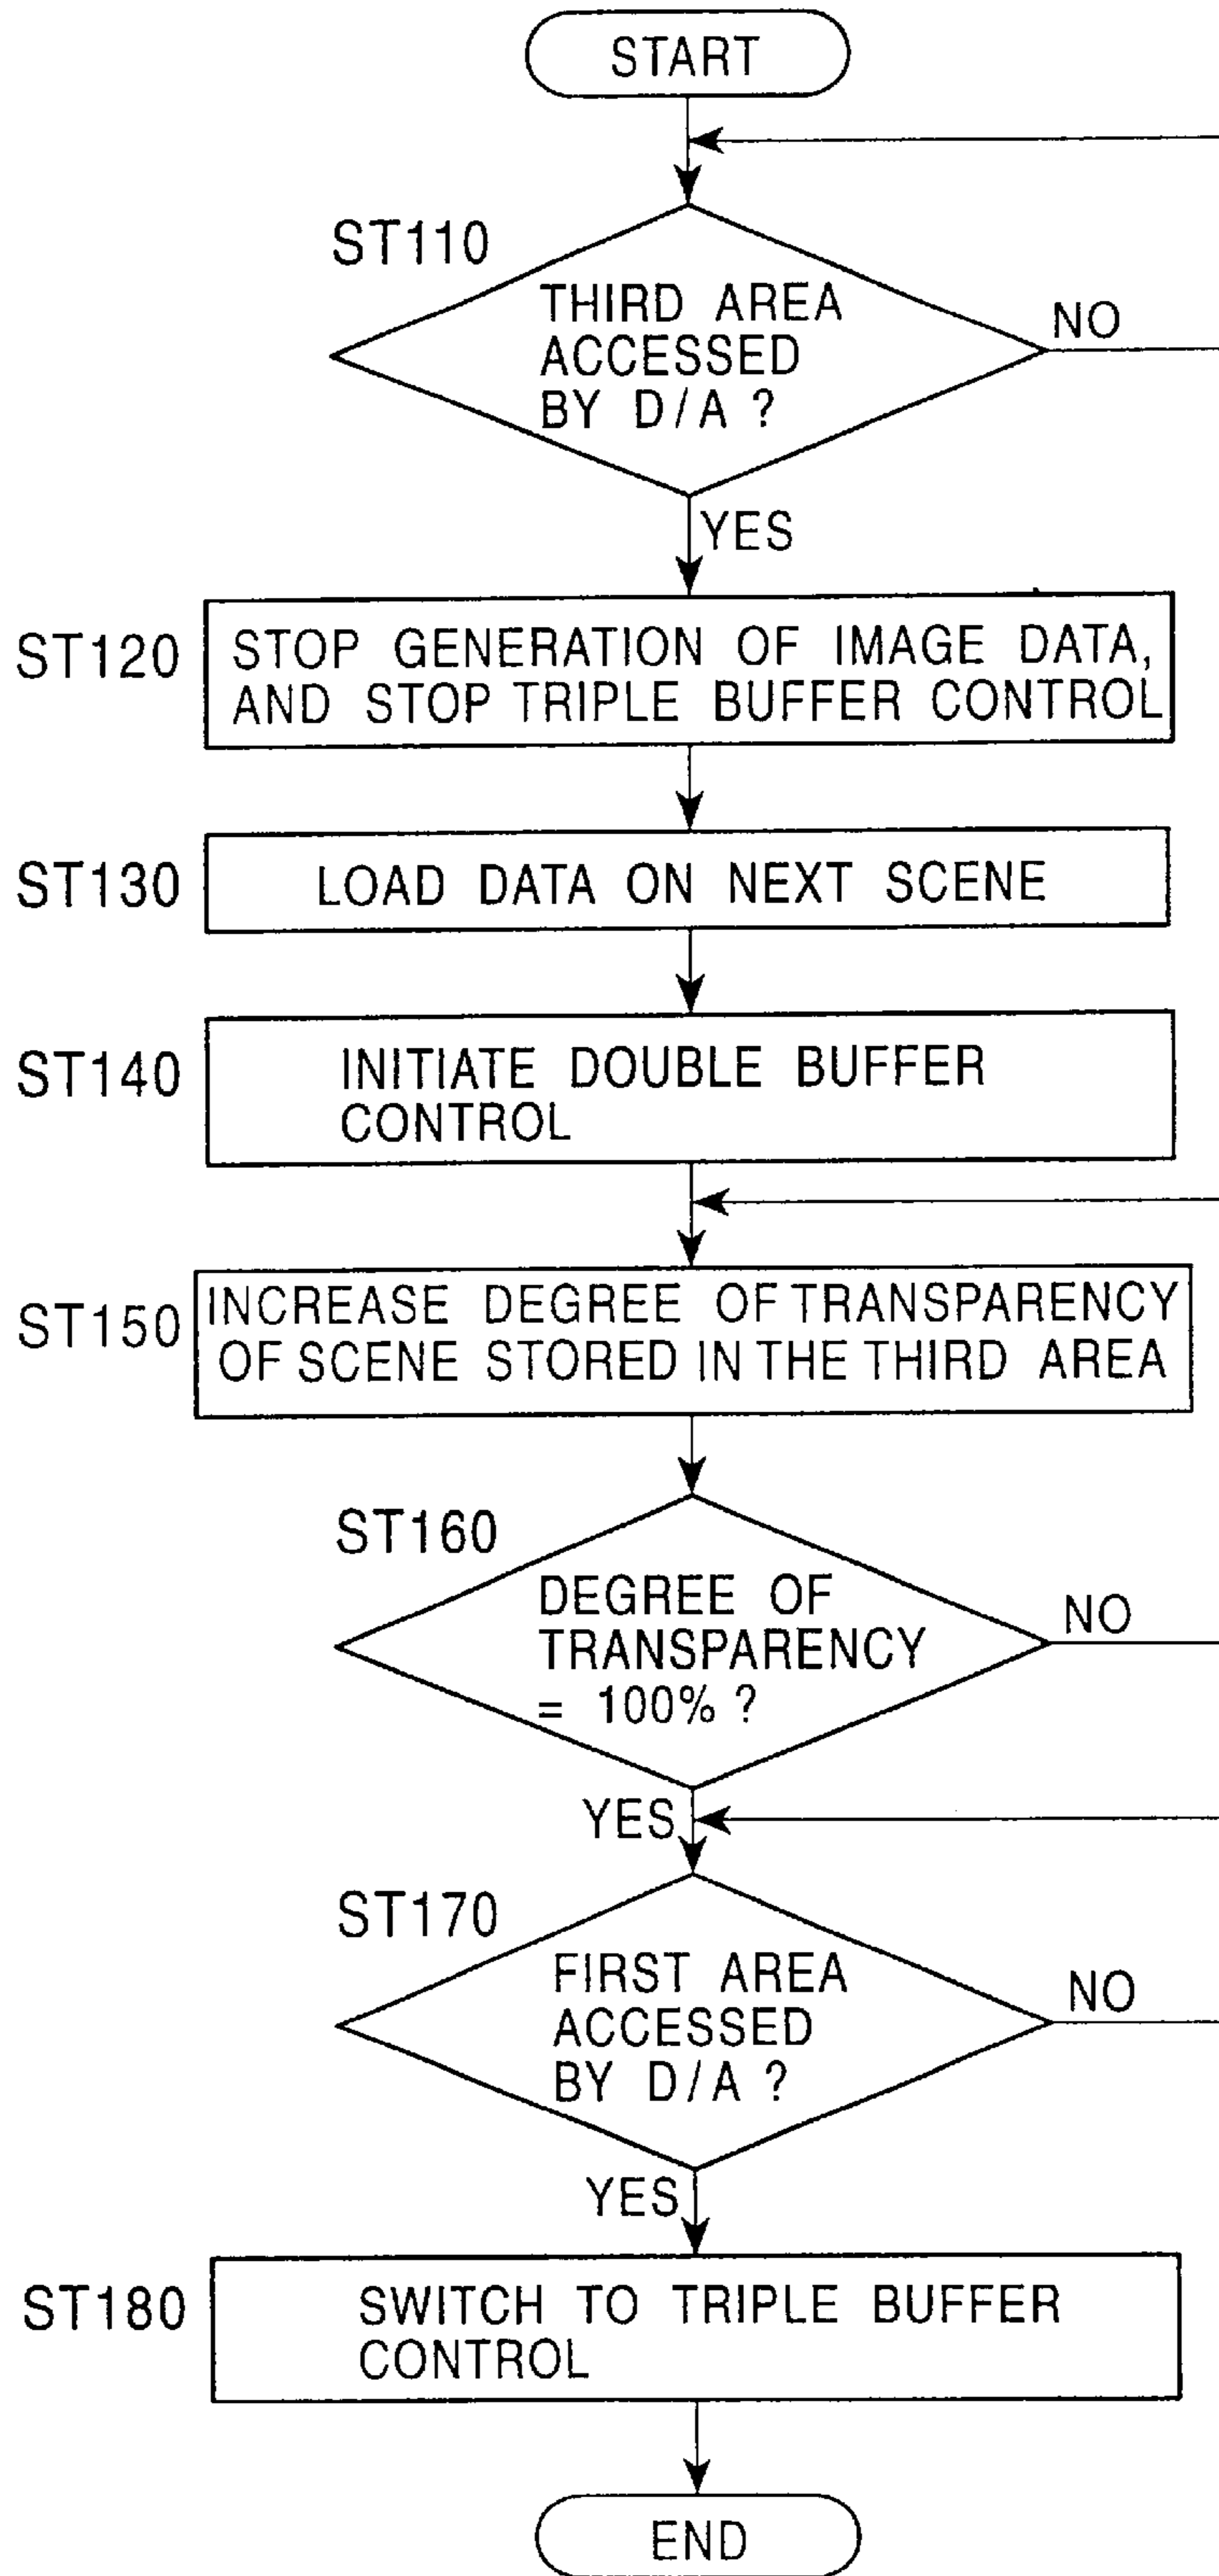 START
ST110
THIRD AREA
ACCESSED
BY D/A ?
NO
YES
ST120
STOP GENERATION OF IMAGE DATA,
AND STOP TRIPLE BUFFER CONTROL
ST130
LOAD DATA ON NEXT SCENE
ST140
INITIATE DOUBLE BUFFER
CONTROL
ST150
INCREASE DEGREE OF TRANSPARENCY
OF SCENE STORED IN THE THIRD AREA
ST160
DEGREE OF
TRANSPARENCY
= 100% ?
NO
YES
ST170
FIRST AREA
ACCESSED
BY D/A ?
NO
YES
ST180
SWITCH TO TRIPLE BUFFER
CONTROL
END